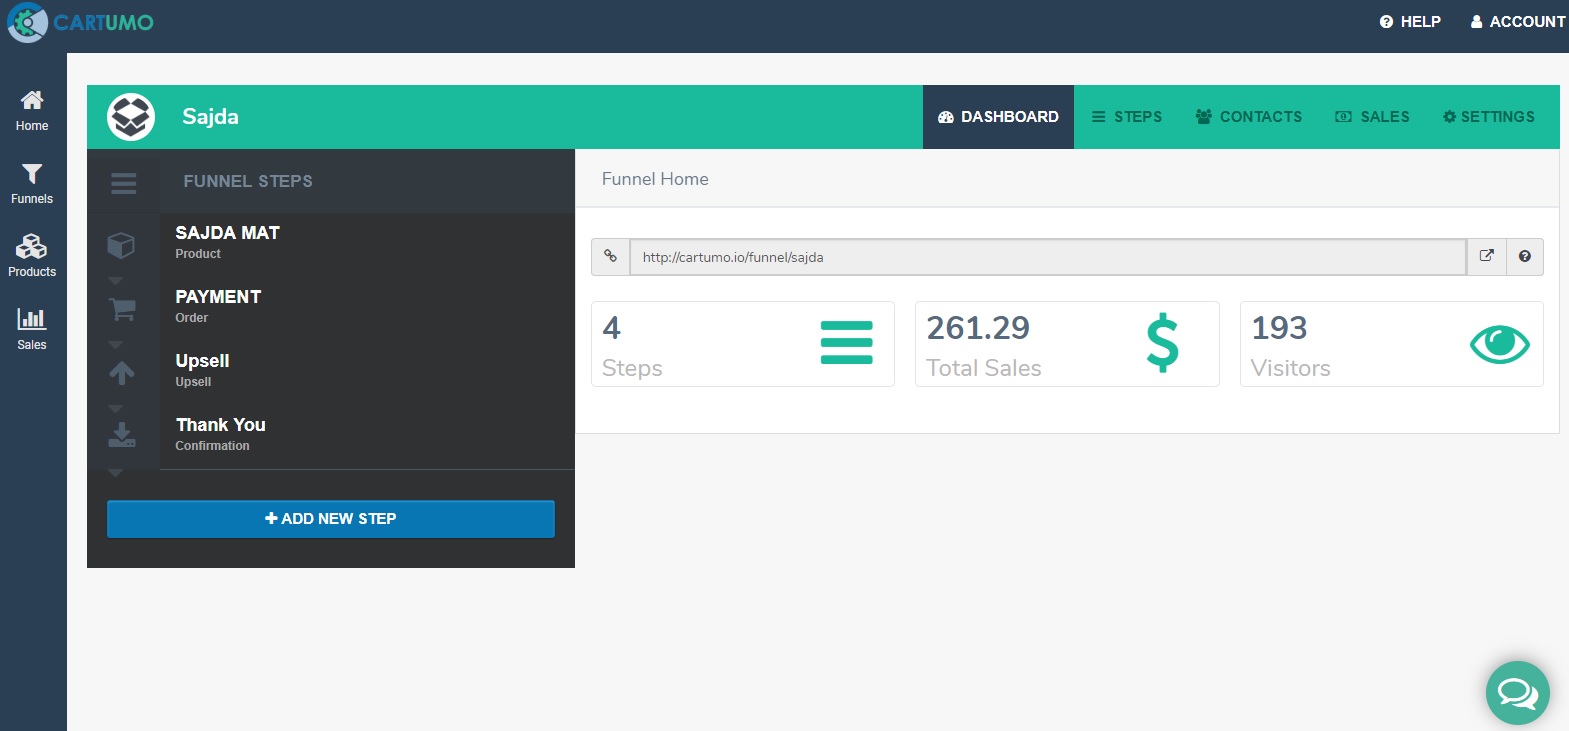 CARTUMO
HELP
ACCOUNT
Home
Funnels
Products
Sales
Sajda
DASHBOARD
STEPS
CONTACTS
SALES
SETTINGS
FUNNEL STEPS
SAJDA MAT
Product
PAYMENT
Order
Upsell
Upsell
Thank You
Confirmation
ADD NEW STEP
Funnel Home
http://cartumo.io/funnel/sajda
4
Steps
261.29
Total Sales
193
Visitors